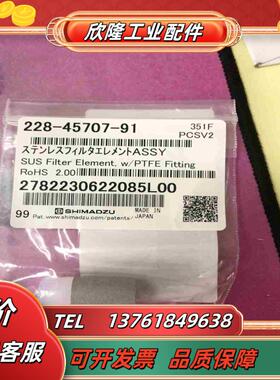 欣隆工业配件
228-45707-91
351F
PCSV2
ステンレスフィルタエレメントASSY
SUS Filter Element, w/PTFE Fitting
RoHS 2.00
2782230622085L00
99
SHIMADZU
MADE IN
JAPAN
Pat. www.shimadzu.com/patents/
价
客服
TEL 13761849638
可开发票 品质保障